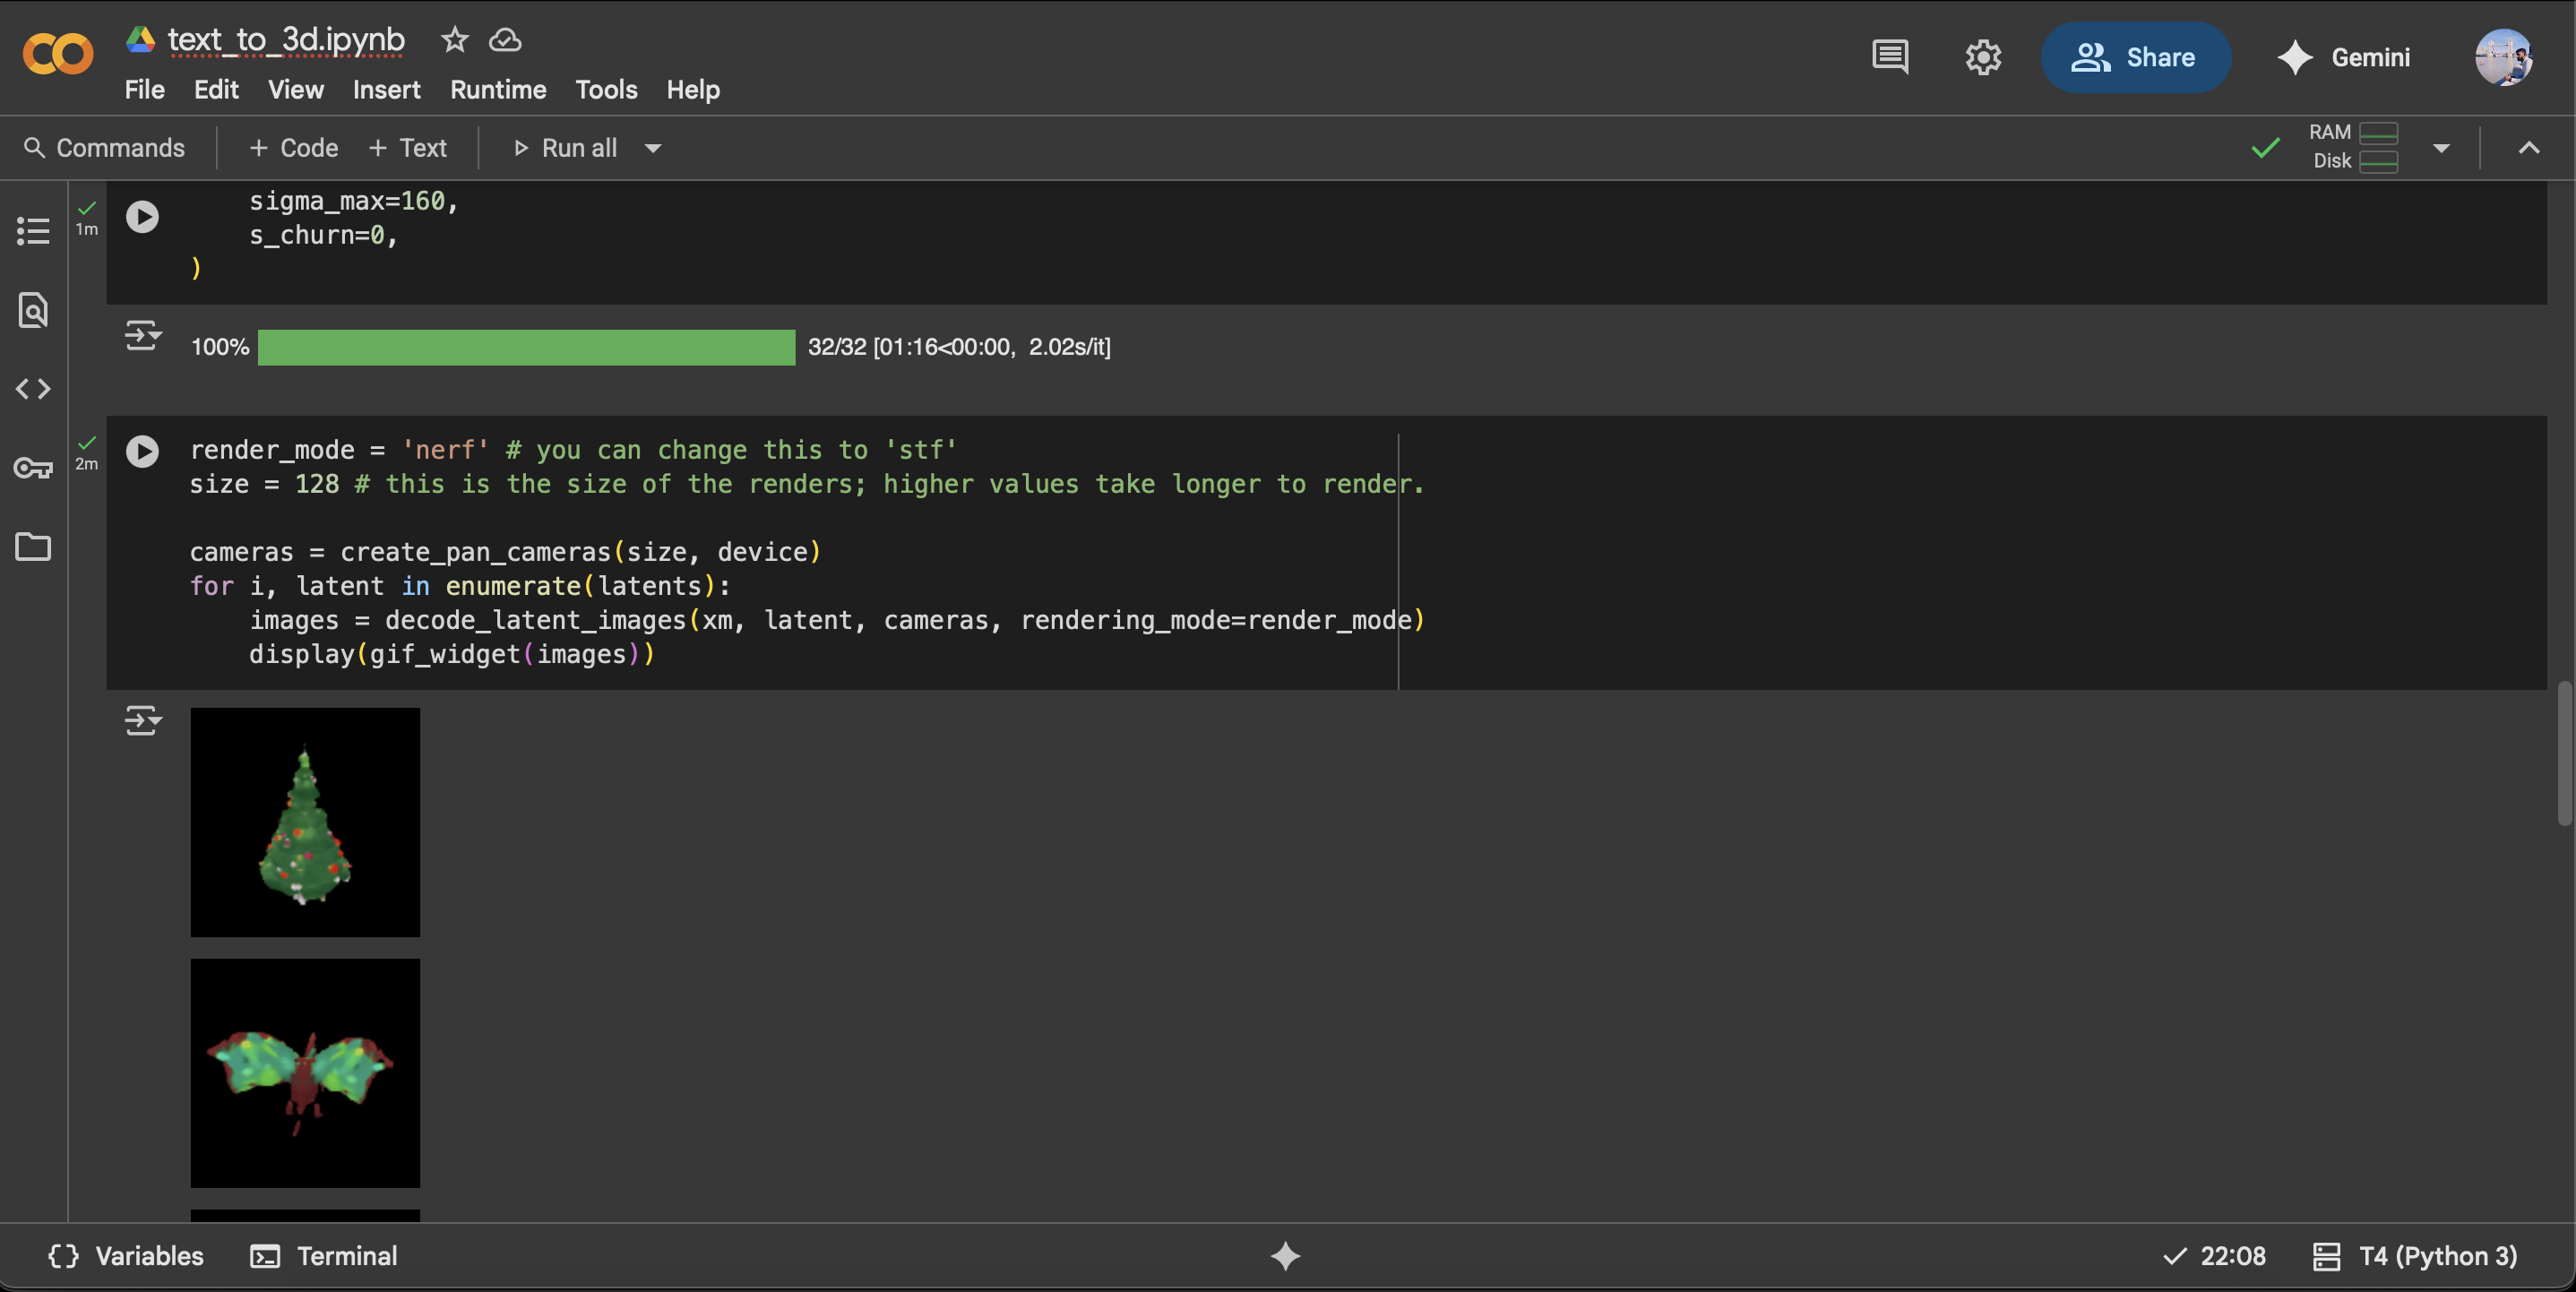 text_to_3d.ipynb
File Edit View Insert Runtime Tools Help
Share
Gemini
Commands
+ Code + Text
Run all
RAM
Disk
1m
    sigma_max=160,
    s_churn=0,
)
100% 32/32 [01:16<00:00, 2.02s/it]
2m
render_mode = 'nerf' # you can change this to 'stf'
size = 128 # this is the size of the renders; higher values take longer to render.
cameras = create_pan_cameras(size, device)
for i, latent in enumerate(latents):
    images = decode_latent_images(xm, latent, cameras, rendering_mode=render_mode)
    display(gif_widget(images))
{} Variables Terminal
22:08 T4 (Python 3)